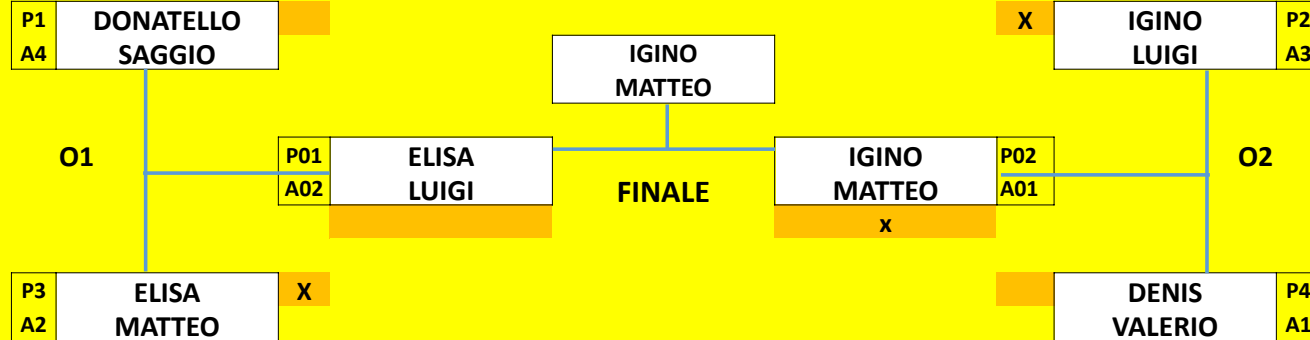 P1 DONATELLO X IGINO P2
A4 SAGGIO LUIGI A3
IGINO
MATTEO
O1 P01 ELISA IGINO P02 O2
A02 LUIGI FINALE MATTEO A01
x
P3 ELISA X DENIS P4
A2 MATTEO VALERIO A1